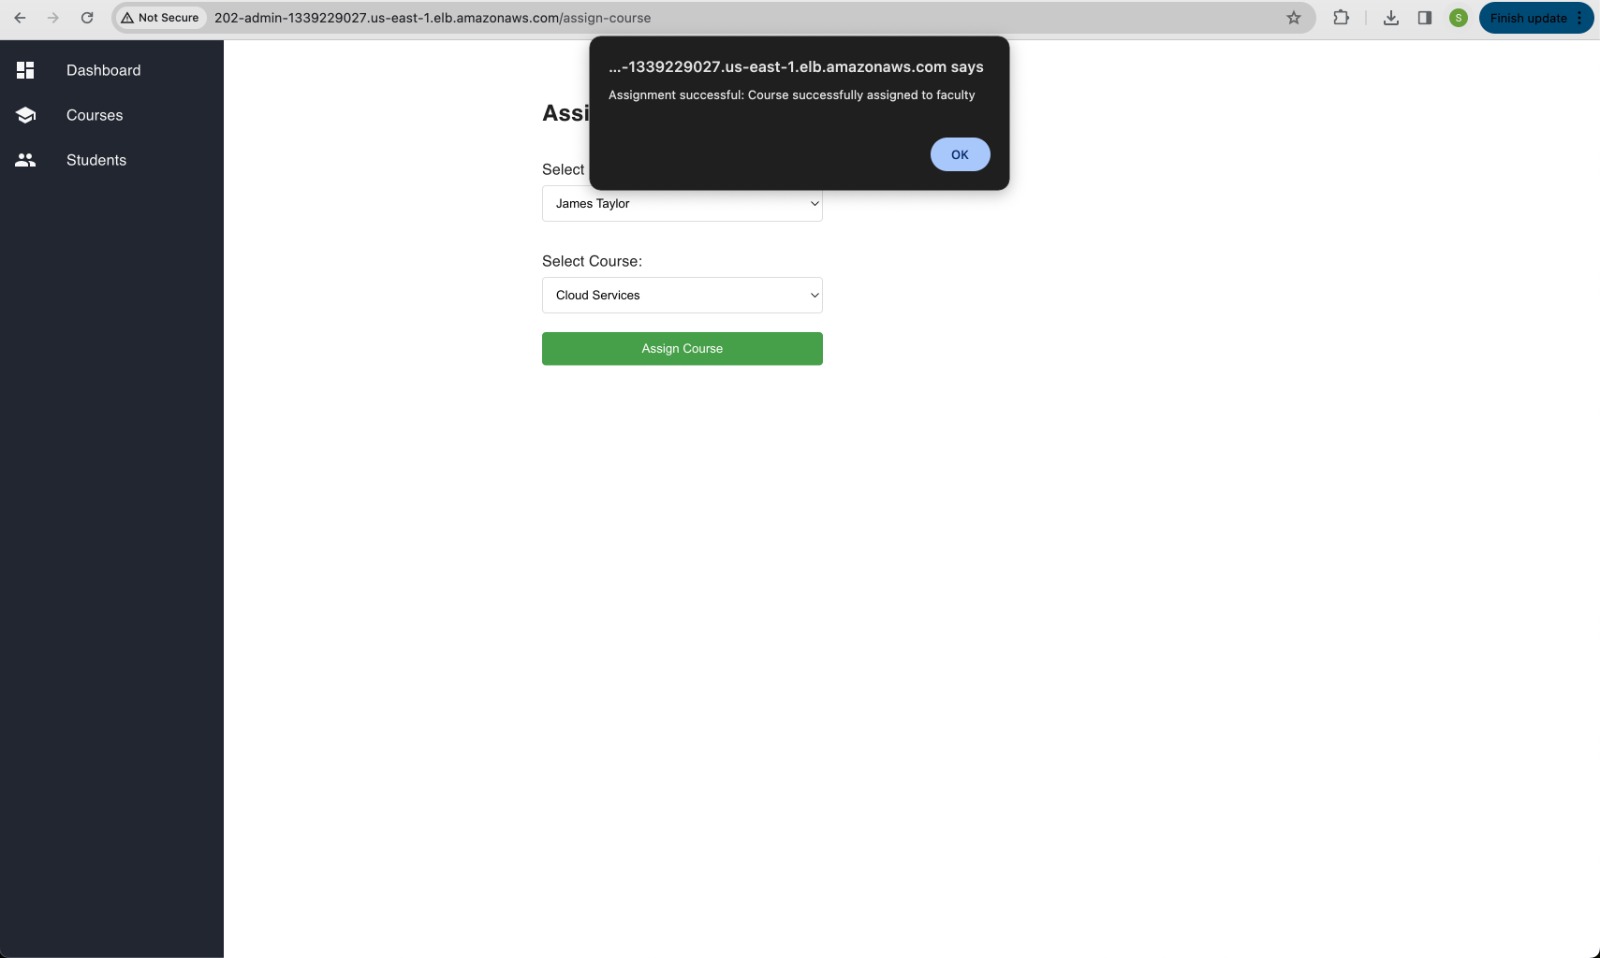 Not Secure
202-admin-1339229027.us-east-1.elb.amazonaws.com/assign-course
S
Finish update
Dashboard
Courses
Students
...-1339229027.us-east-1.elb.amazonaws.com says
Assignment successful: Course successfully assigned to faculty
OK
Assi
Select
James Taylor
Select Course:
Cloud Services
Assign Course